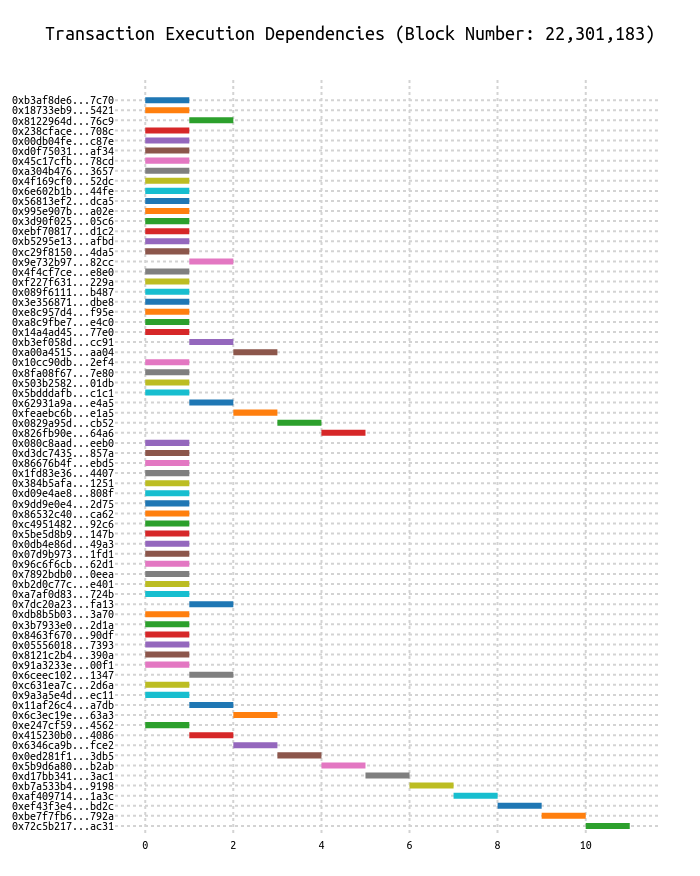 Transaction Execution Dependencies (Block Number: 22,301,183)
0xb3af8de6...7c70
0x18733eb9...5421
0x8122964d...76c9
0x238cface...708c
0x00db04fe...c87e
0xd0f75031...af34
0x45c17cfb...78cd
0xa304b476...3657
0x4f169cf0...52dc
0x6e602b1b...44fe
0x56813ef2...dca5
0x995e907b...a02e
0x3d90f025...05c6
0xebf70817...d1c2
0xb5295e13...afbd
0xc29f8150...4da5
0x9e732b97...82cc
0x4f4cf7ce...e8e0
0xf227f631...229a
0x089f6111...b487
0x3e356871...dbe8
0xe8c957d4...f95e
0xa8c9fbe7...e4c0
0x14a4ad45...77e0
0xb3ef058d...cc91
0xa00a4515...aa04
0x10cc90db...2ef4
0x8fa08f67...7e80
0x503b2582...01db
0x5bdddafb...c1c1
0x62931a9a...e4a5
0xfeaebc6b...e1a5
0x0829a95d...cb52
0x826fb90e...64a6
0x080c8aad...eeb0
0xd3dc7435...857a
0x86676b4f...ebd5
0x1fd83e36...4407
0x384b5afa...1251
0xd09e4ae8...808f
0x9dd9e0e4...2d75
0x86532c40...ca62
0xc4951482...92c6
0x5be5d8b9...147b
0x0db4e86d...49a3
0x07d9b973...1fd1
0x96c6f6cb...62d1
0x7892bdb0...0eea
0xb2d0c77c...e401
0xa7af0d83...724b
0x7dc20a23...fa13
0xdb8b5b03...3a70
0x3b7933e0...2d1a
0x8463f670...90df
0x05556018...7393
0x8121c2b4...390a
0x91a3233e...00f1
0x6ceec102...1347
0xc631ea7c...2d6a
0x9a3a5e4d...ec11
0x11af26c4...a7db
0x6c3ec19e...63a3
0xe247cf59...4562
0x415230b0...4086
0x6346ca9b...fce2
0x0ed281f1...3db5
0x5b9d6a80...b2ab
0xd17bb341...3ac1
0xb7a533b4...9198
0xaf409714...1a3c
0xef43f3e4...bd2c
0xbe7f7fb6...792a
0x72c5b217...ac31
0 2 4 6 8 10